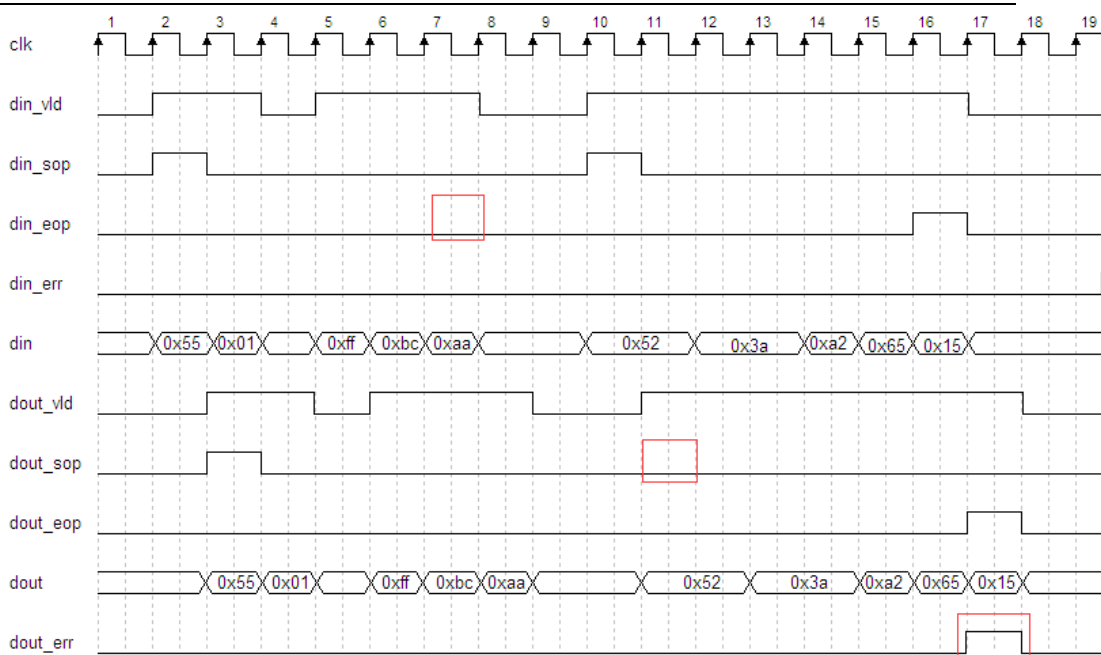 1 2 3 4 5 6 7 8 9 10 11 12 13 14 15 16 17 18 19
clk
din_vld
din_sop
din_eop
din_err
din 0x55 0x01 0xff 0xbc 0xaa 0x52 0x3a 0xa2 0x65 0x15
dout_vld
dout_sop
dout_eop
dout 0x55 0x01 0xff 0xbc 0xaa 0x52 0x3a 0xa2 0x65 0x15
dout_err